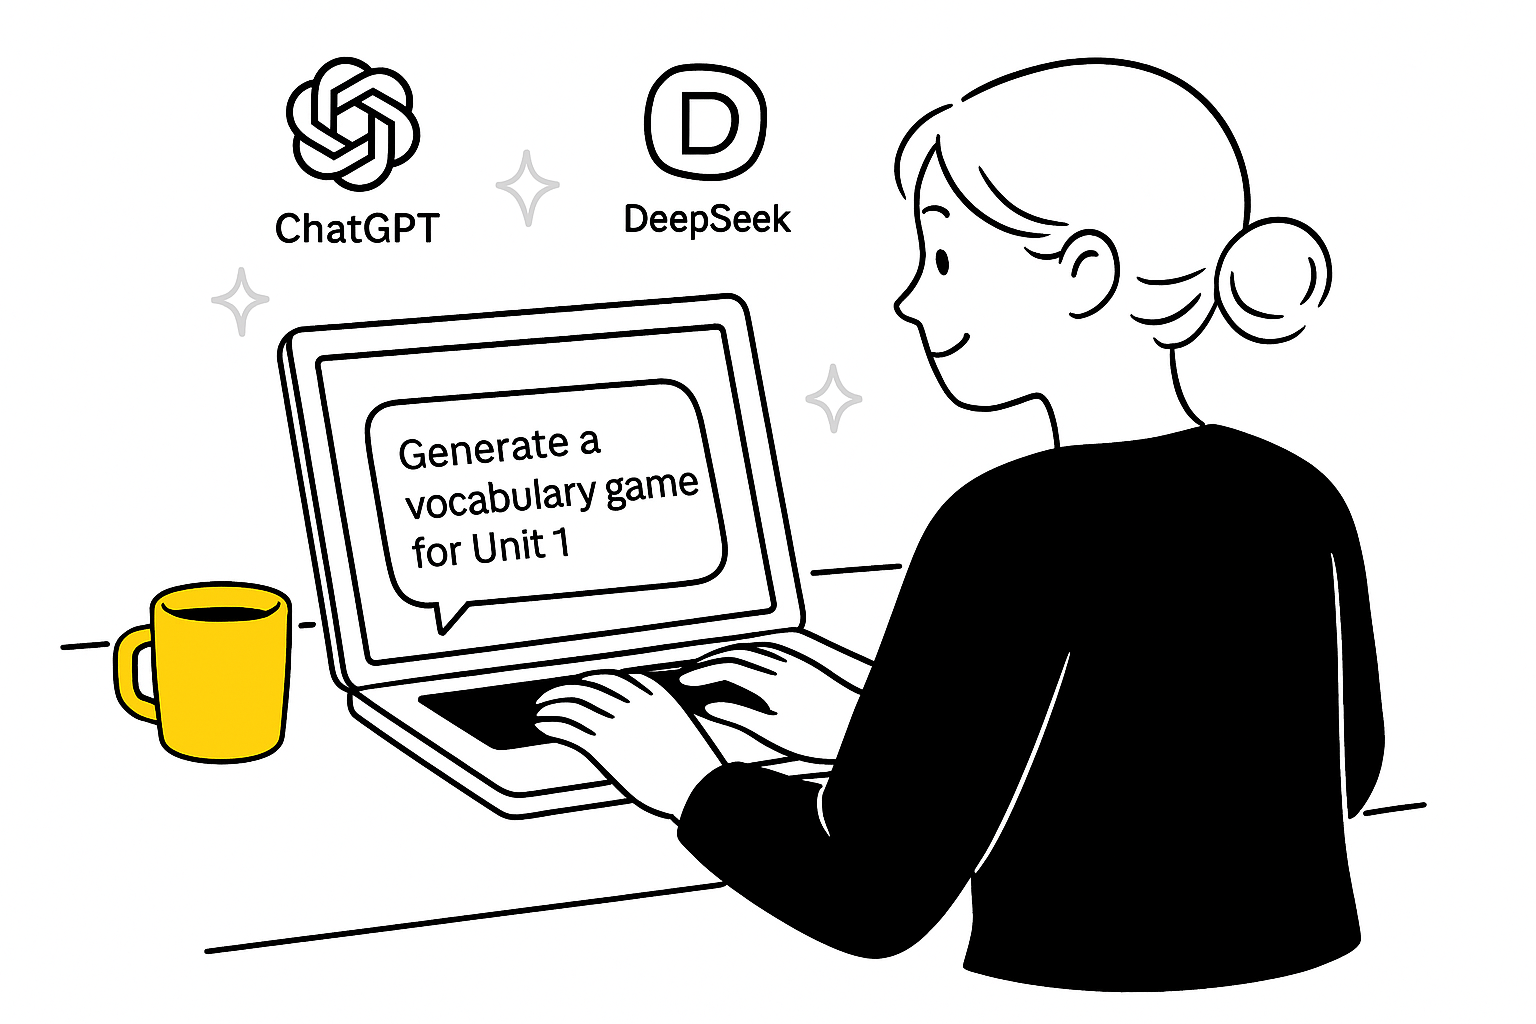 ChatGPT
D
DeepSeek
Generate a
vocabulary game
for Unit 1